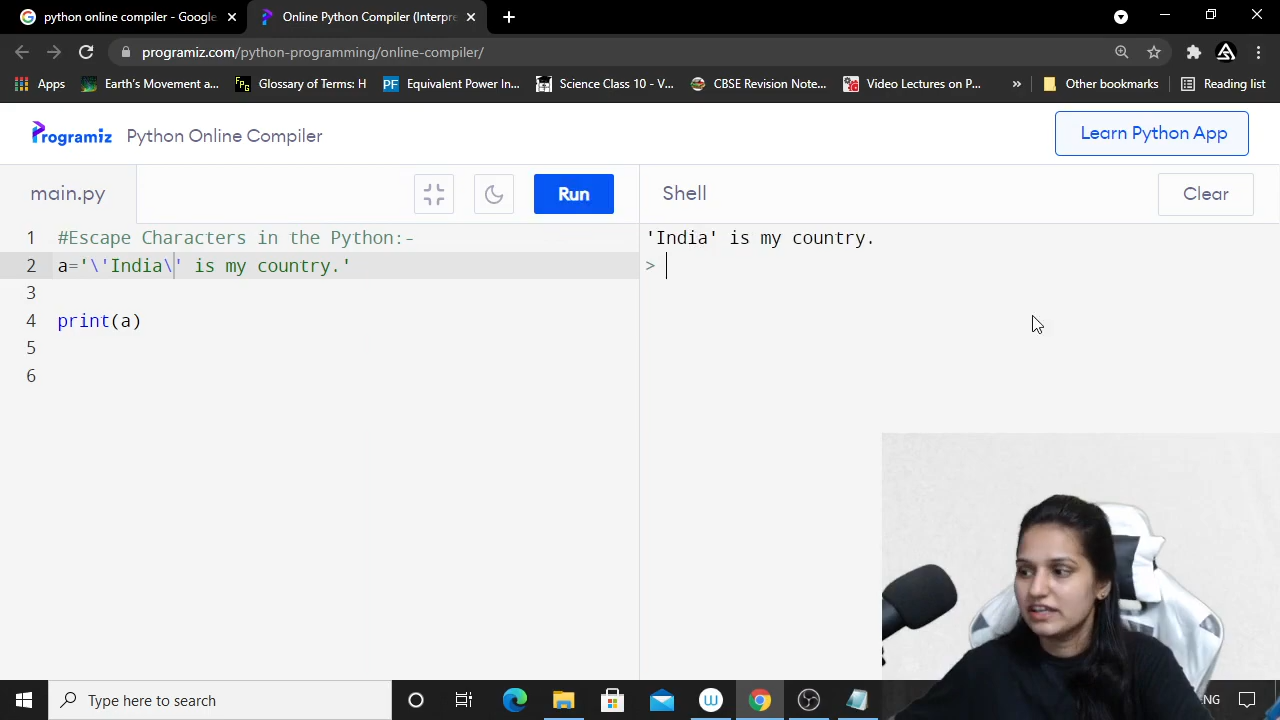 python online compiler - Google
Online Python Compiler (Interpre
programiz.com/python-programming/online-compiler/
Apps
Earth's Movement a...
FPg
Glossary of Terms H
PF
Equivalent Power In...
Science Class 10 - V...
CBSE Revision Note...
Video Lectures on P...
»
Other bookmarks
Reading list
Programiz
Python Online Compiler
Learn Python App
main.py
Run
Shell
Clear
1 #Escape Characters in the Python:-
2 a='\'India\' is my country.'
3
4 print(a)
5
6
'India' is my country.
>
Type here to search
NG